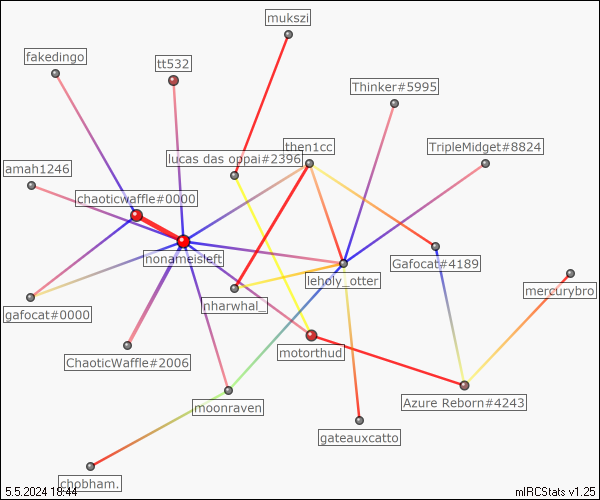 mukszi
fakedingo
tt532
Thinker#5995
then1cc
TripleMidget#8824
lucas das oppai#2396
amah1246
chaoticwaffle#0000
nonameisleft
Gafocat#4189
leholy_otter
mercurybro
nharwhal_
gafocat#0000
motorthud
ChaoticWaffle#2006
Azure Reborn#4243
moonraven
gateauxcatto
chobham.
5.5.2024 18:44
mIRCStats v1.25